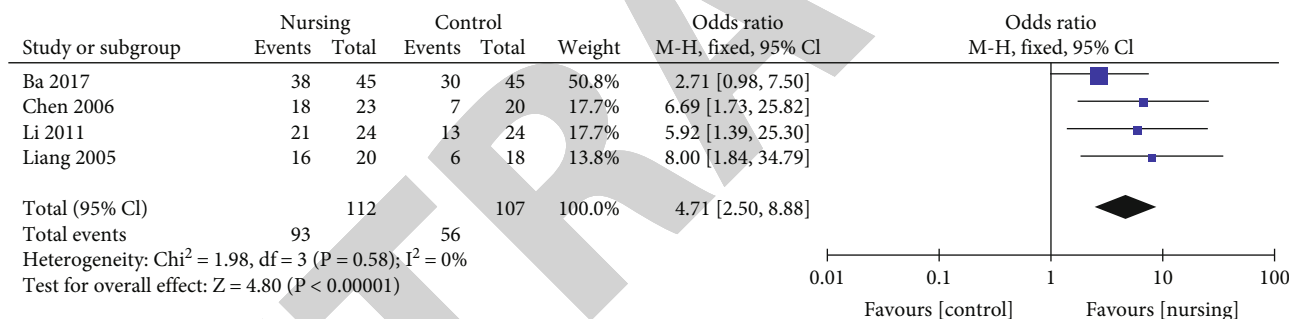 Nursing Control Odds ratio Odds ratio
Study or subgroup Events Total Events Total Weight M-H, fixed, 95% Cl M-H, fixed, 95% Cl
Ba 2017 38 45 30 45 50.8% 2.71 [0.98, 7.50]
Chen 2006 18 23 7 20 17.7% 6.69 [1.73, 25.82]
Li 2011 21 24 13 24 17.7% 5.92 [1.39, 25.30]
Liang 2005 16 20 6 18 13.8% 8.00 [1.84, 34.79]
Total (95% Cl) 112 107 100.0% 4.71 [2.50, 8.88]
Total events 93 56
Heterogeneity: Chi² = 1.98, df = 3 (P = 0.58); I² = 0%
Test for overall effect: Z = 4.80 (P < 0.00001)
0.01 0.1 1 10 100
Favours [control] Favours [nursing]
TRA